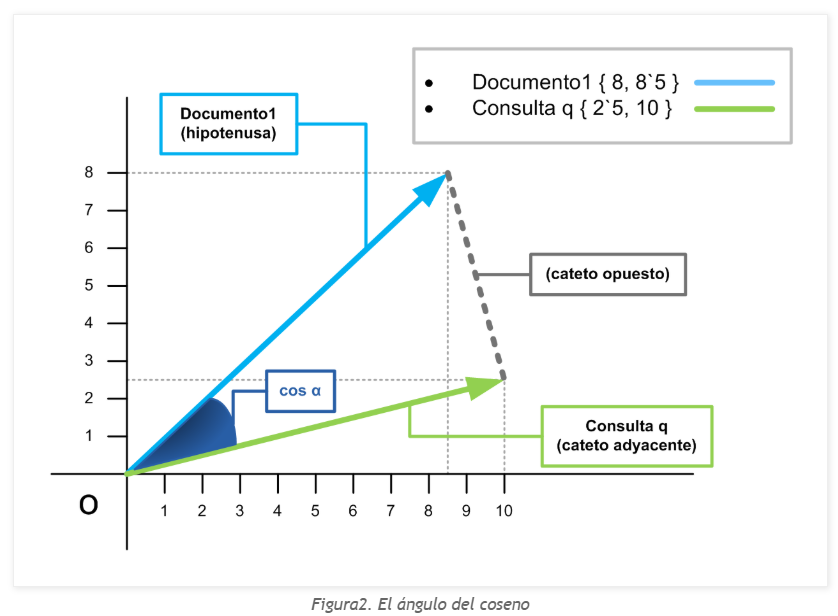 • Documento1 { 8, 8`5 }
• Consulta q { 2`5, 10 }
Documento1
(hipotenusa)
8
7
6
5
4
3
2
1
(cateto opuesto)
cos α
Consulta q
(cateto adyacente)
O
1 2 3 4 5 6 7 8 9 10
Figura2. El ángulo del coseno